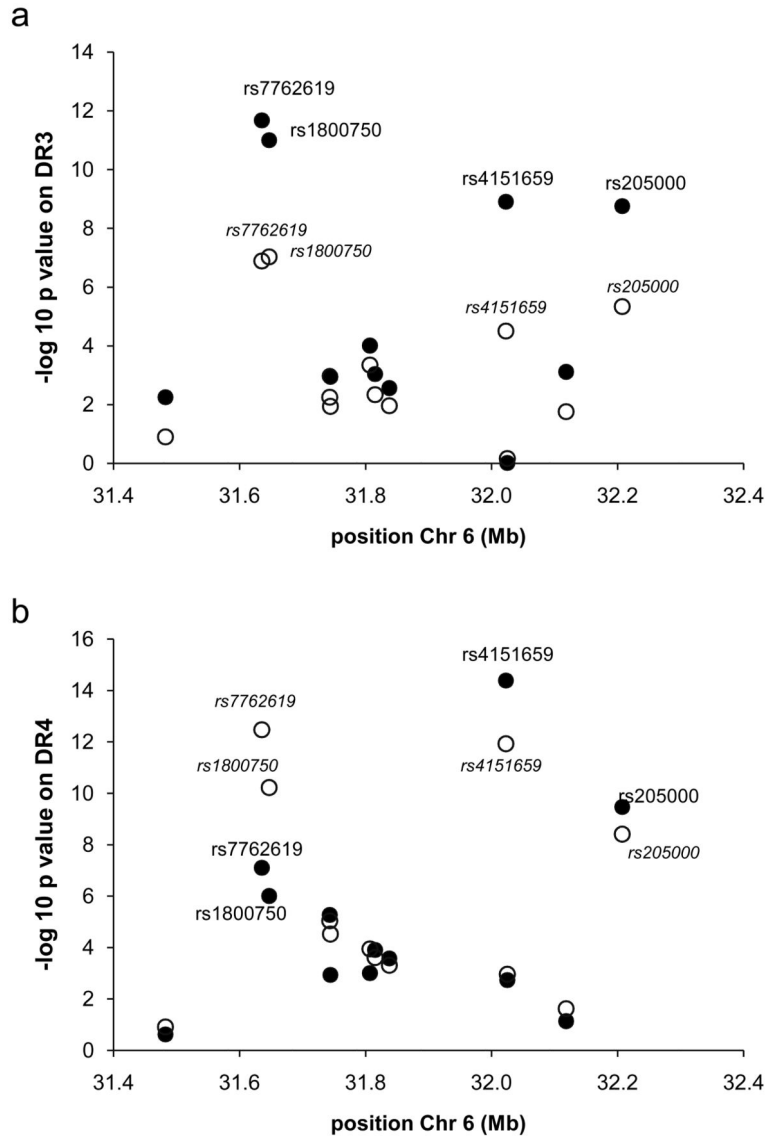 a
14
rs7762619
12
rs1800750
10
rs4151659
rs205000
8
rs7762619
rs1800750
6
rs4151659
rs205000
4
2
0
-log 10 p value on DR3
31.4 31.6 31.8 32.0 32.2 32.4
position Chr 6 (Mb)
b
16
rs4151659
14
rs7762619
12
rs1800750
rs4151659
10
rs205000
8
rs7762619
rs205000
6
rs1800750
4
2
0
-log 10 p value on DR4
31.4 31.6 31.8 32.0 32.2 32.4
position Chr 6 (Mb)